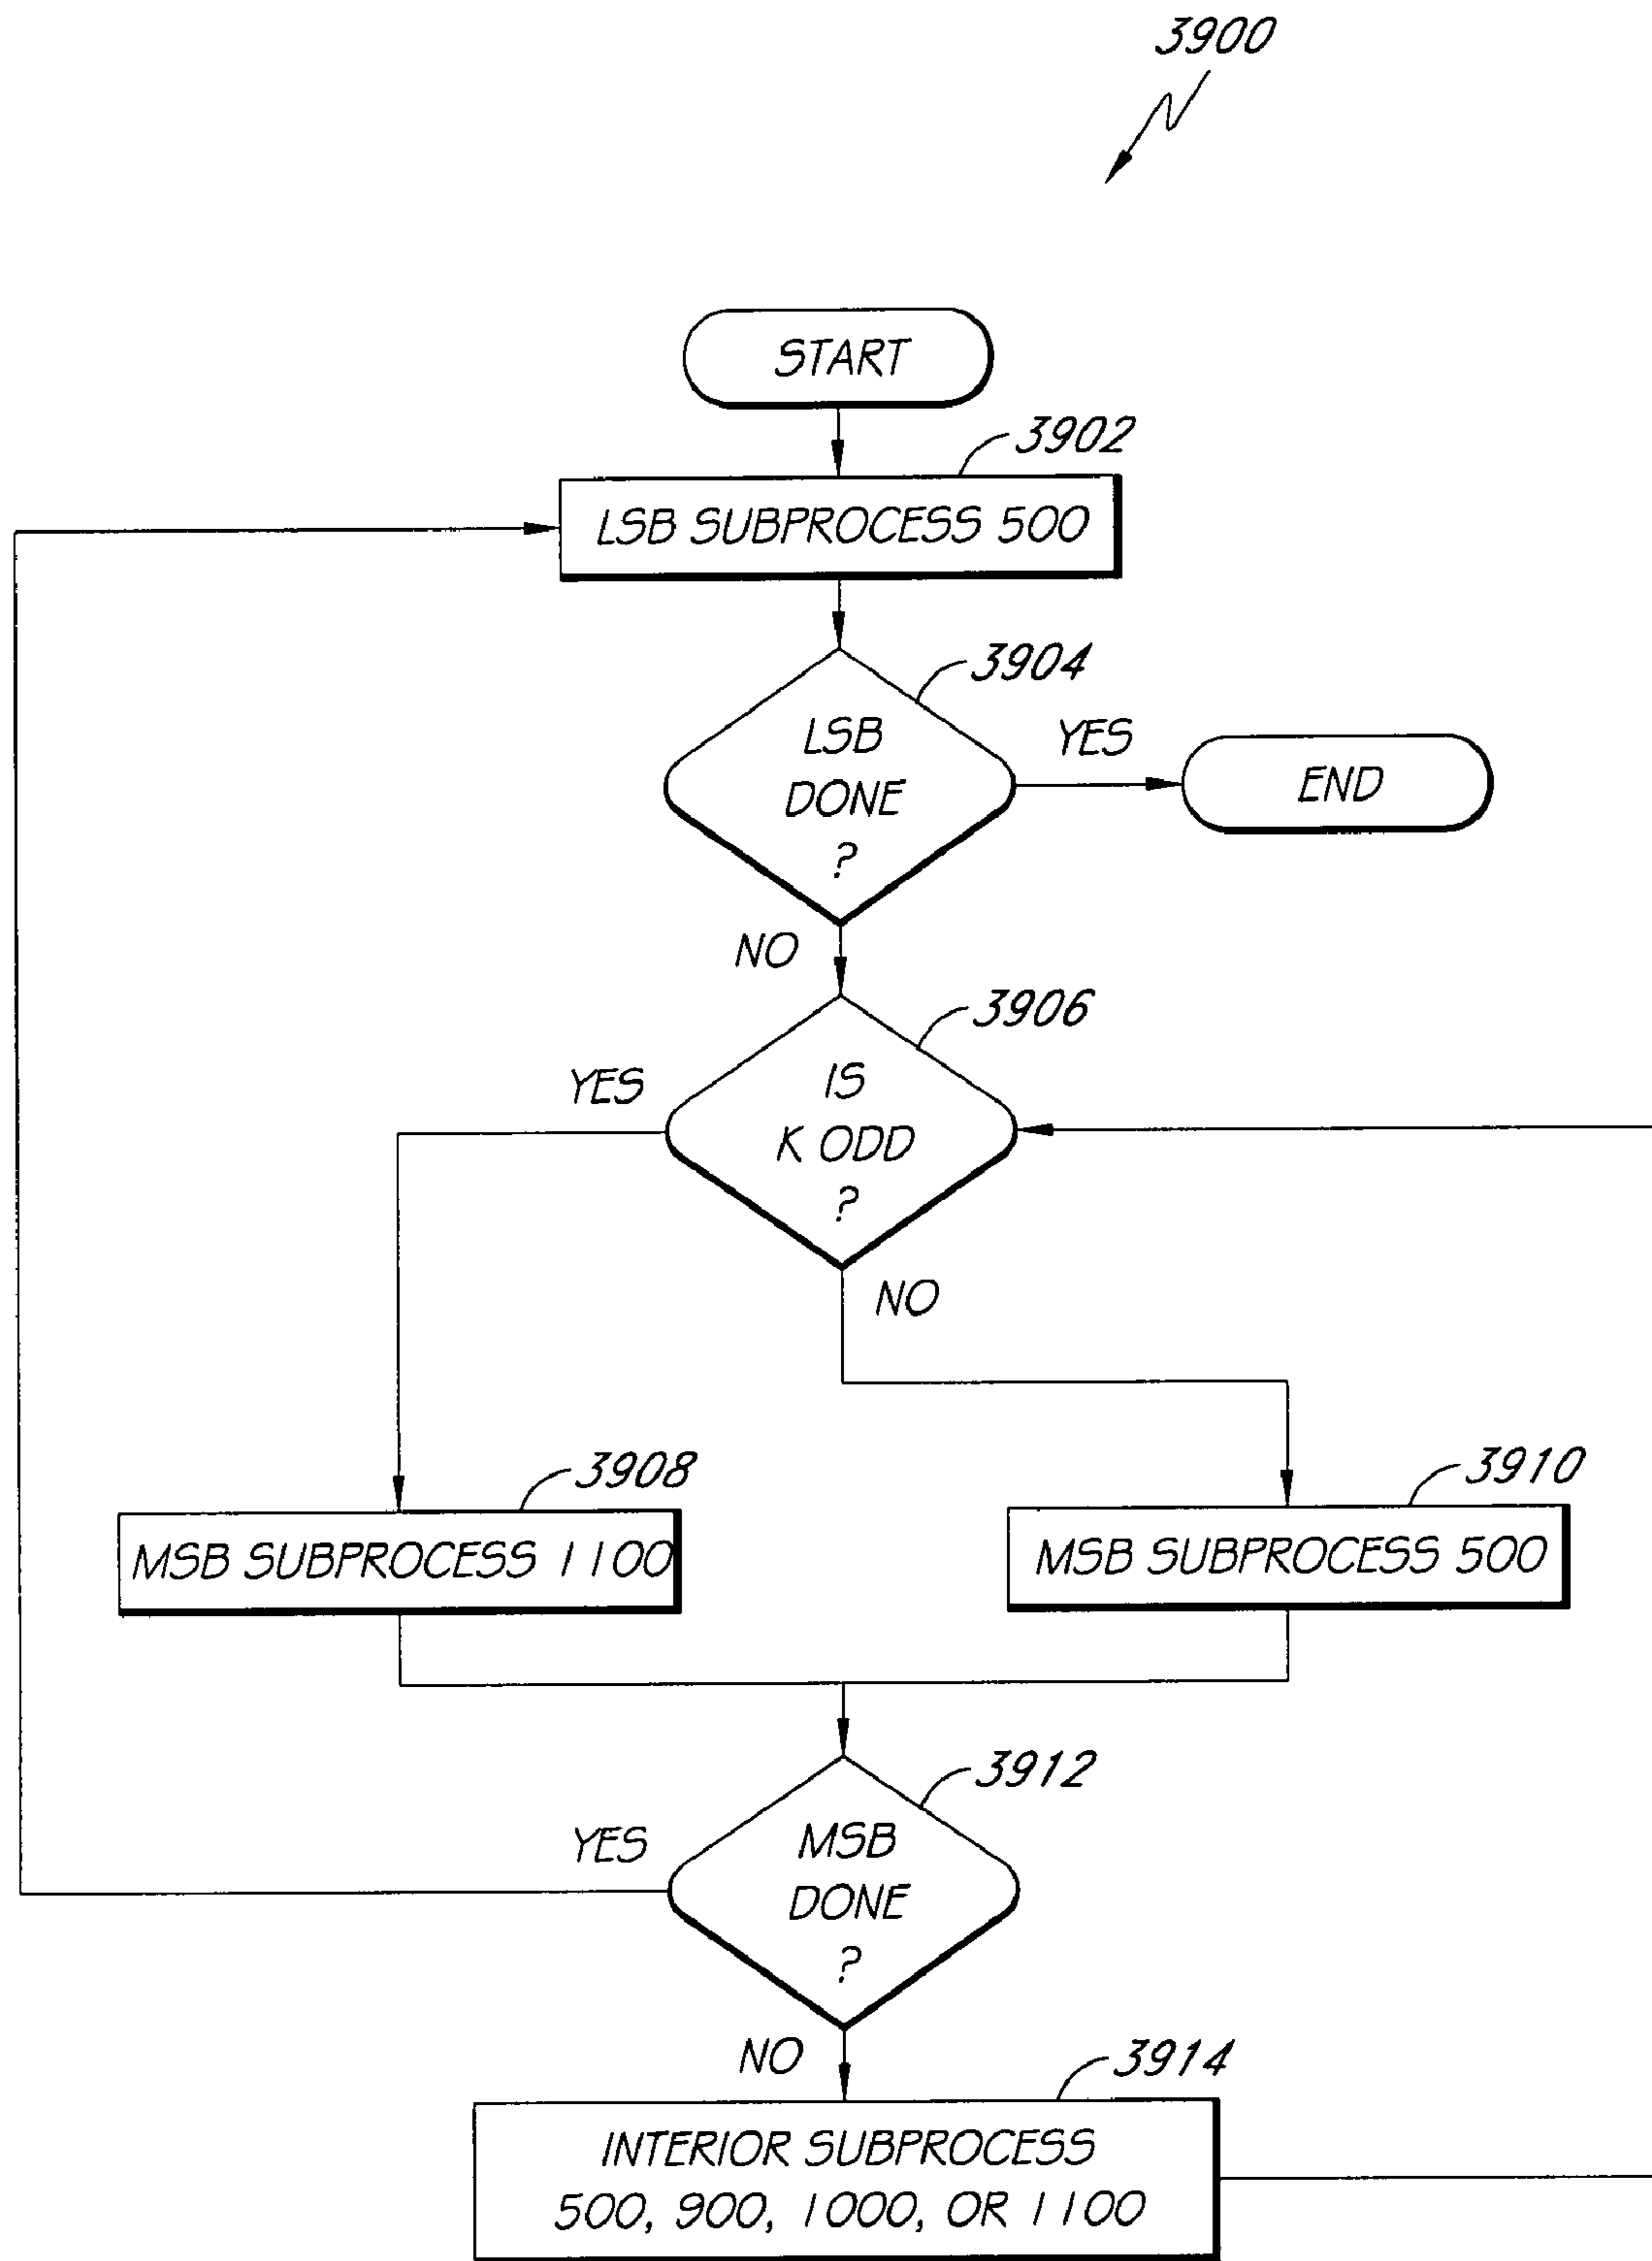 3900
START
3902
LSB SUBPROCESS 500
3904
LSB
DONE
?
YES
END
NO
3906
IS
K ODD
?
YES
NO
3908
MSB SUBPROCESS 1100
3910
MSB SUBPROCESS 500
3912
MSB
DONE
?
YES
NO
3914
INTERIOR SUBPROCESS
500, 900, 1000, OR 1100